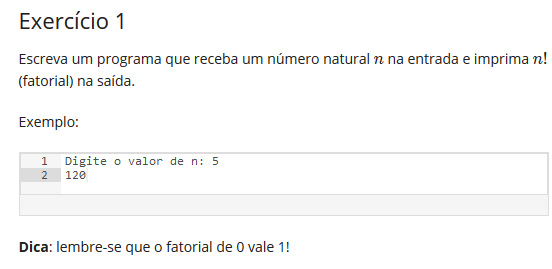 Exercício 1
Escreva um programa que receba um número natural n na entrada e imprima n!
(fatorial) na saída.
Exemplo:
1 Digite o valor de n: 5
2 120
Dica: lembre-se que o fatorial de 0 vale 1!